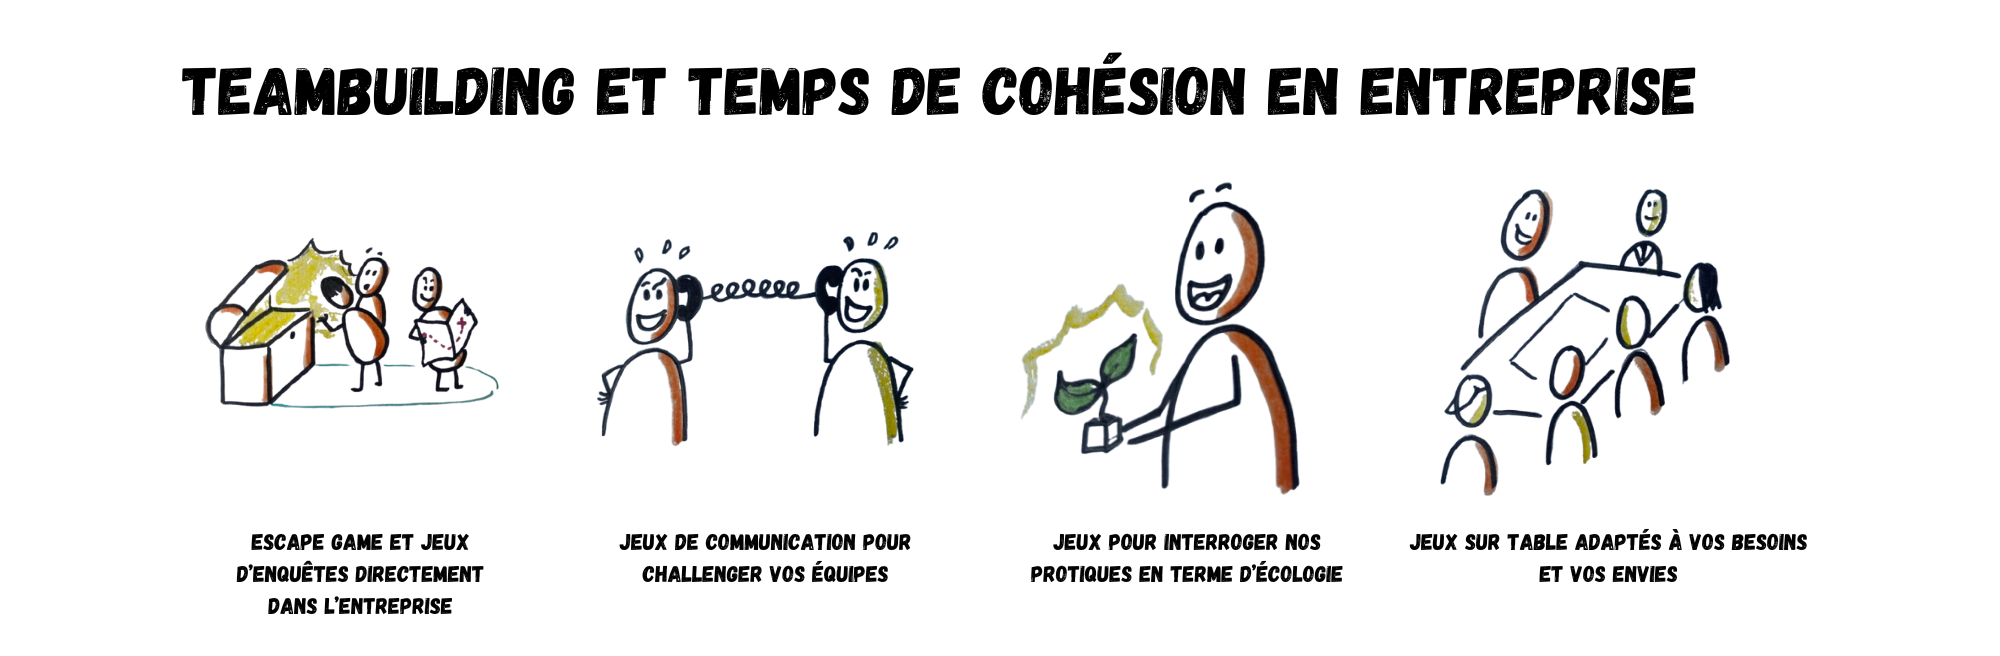 TEAMBUILDING ET TEMPS DE COHÉSION EN ENTREPRISE
ESCAPE GAME ET JEUX
D'ENQUÊTES DIRECTEMENT
DANS L'ENTREPRISE
JEUX DE COMMUNICATION POUR
CHALLENGER VOS ÉQUIPES
JEUX POUR INTERROGER NOS
PROTIQUES EN TERME D'ÉCOLOGIE
JEUX SUR TABLE ADAPTÉS À VOS BESOINS
ET VOS ENVIES